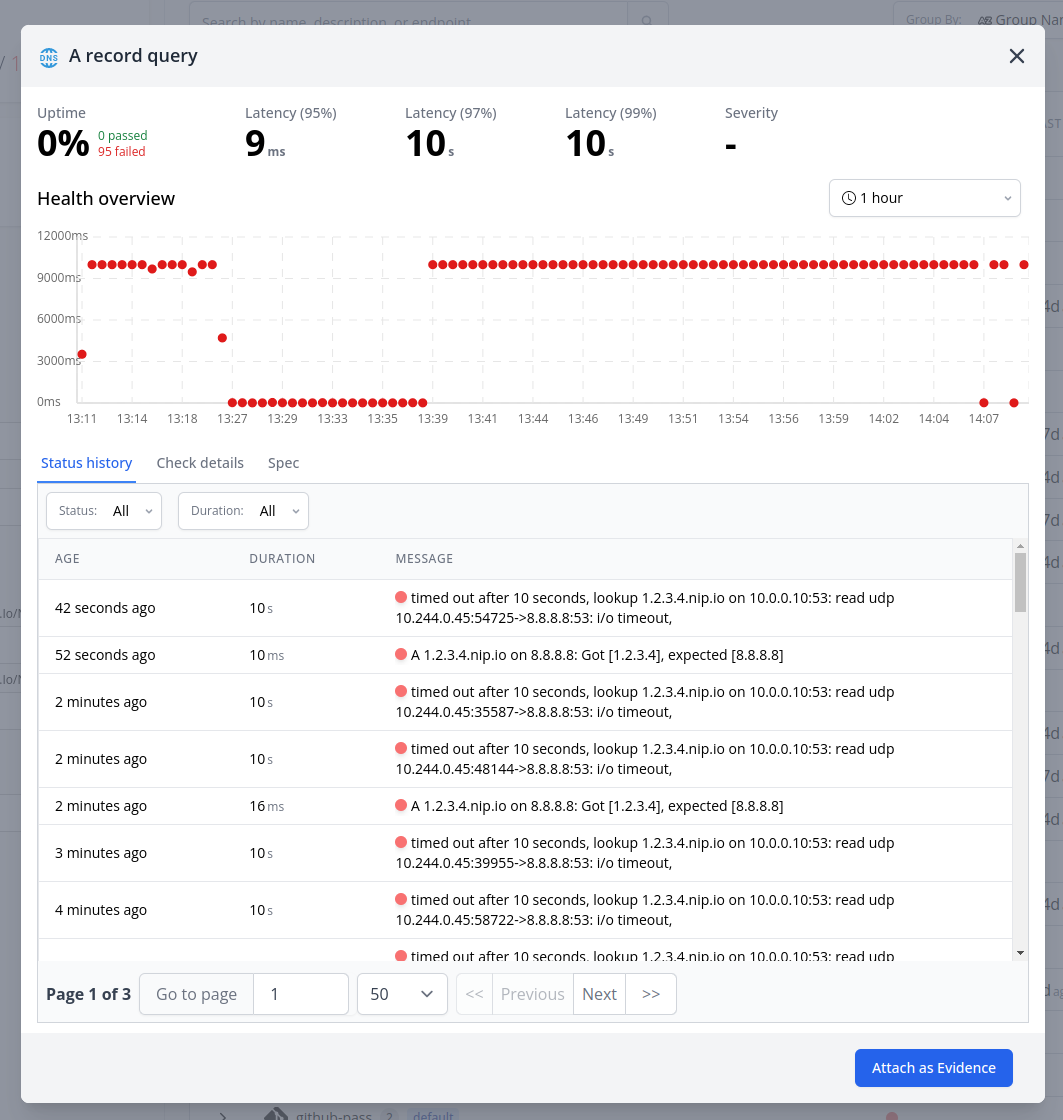 Search by name, description, or endpoint
Group By:
DNS A record query
Uptime
0% 0 passed
95 failed
Latency (95%)
9 ms
Latency (97%)
10 s
Latency (99%)
10 s
Severity
-
Health overview
1 hour
12000ms
9000ms
6000ms
3000ms
0ms
13:11 13:14 13:18 13:27 13:29 13:33 13:35 13:39 13:41 13:44 13:46 13:49 13:51 13:54 13:56 13:59 14:02 14:04 14:07
Status history Check details Spec
Status: All Duration: All
AGE DURATION MESSAGE
42 seconds ago 10 s timed out after 10 seconds, lookup 1.2.3.4.nip.io on 10.0.0.10:53: read udp
10.244.0.45:54725->8.8.8.8:53: i/o timeout,
52 seconds ago 10 ms A 1.2.3.4.nip.io on 8.8.8.8: Got [1.2.3.4], expected [8.8.8.8]
2 minutes ago 10 s timed out after 10 seconds, lookup 1.2.3.4.nip.io on 10.0.0.10:53: read udp
10.244.0.45:35587->8.8.8.8:53: i/o timeout,
2 minutes ago 10 s timed out after 10 seconds, lookup 1.2.3.4.nip.io on 10.0.0.10:53: read udp
10.244.0.45:48144->8.8.8.8:53: i/o timeout,
2 minutes ago 16 ms A 1.2.3.4.nip.io on 8.8.8.8: Got [1.2.3.4], expected [8.8.8.8]
3 minutes ago 10 s timed out after 10 seconds, lookup 1.2.3.4.nip.io on 10.0.0.10:53: read udp
10.244.0.45:39955->8.8.8.8:53: i/o timeout,
4 minutes ago 10 s timed out after 10 seconds, lookup 1.2.3.4.nip.io on 10.0.0.10:53: read udp
10.244.0.45:58722->8.8.8.8:53: i/o timeout,
timed out after 10 seconds, lookup 1.2.3.4.nip.io on 10.0.0.10:53: read udp
Page 1 of 3 Go to page 1 50 << Previous Next >>
Attach as Evidence
github-pass 2 default